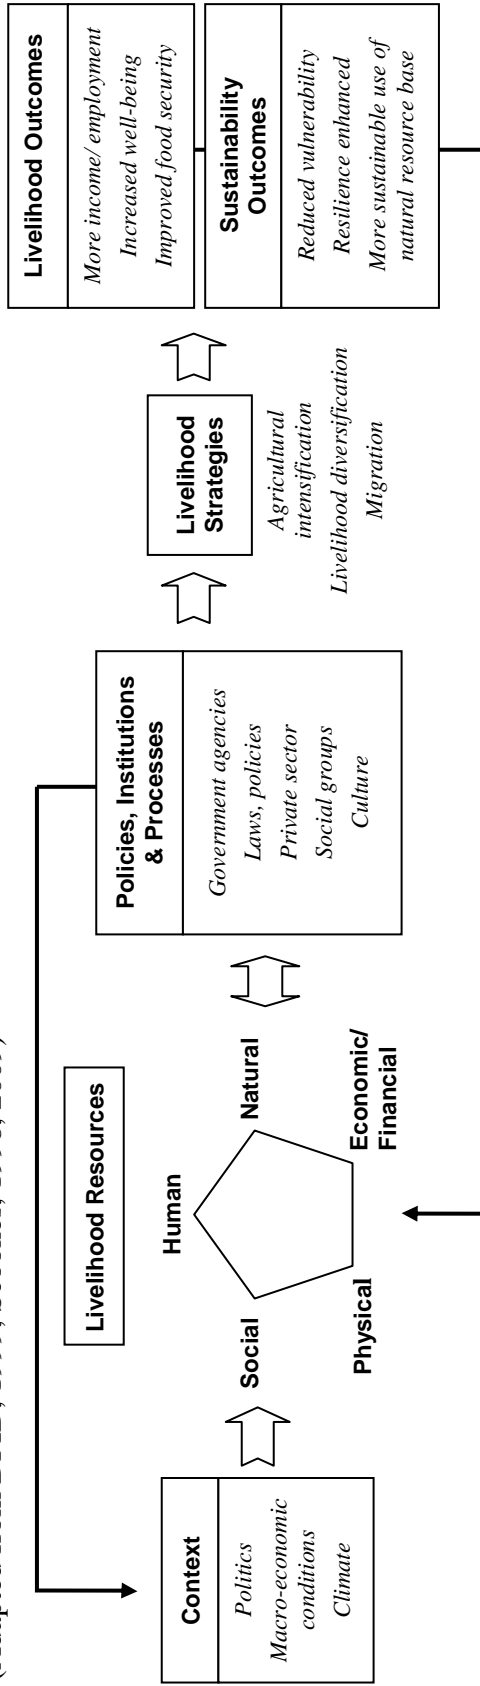 Context
Politics
Macro-economic
conditions
Climate
Livelihood Resources
Human
Social
Natural
Physical
Economic/
Financial
Policies, Institutions
& Processes
Government agencies
Laws, policies
Private sector
Social groups
Culture
Livelihood
Strategies
Agricultural
intensification
Livelihood diversification
Migration
Livelihood Outcomes
More income/ employment
Increased well-being
Improved food security
Sustainability
Outcomes
Reduced vulnerability
Resilience enhanced
More sustainable use of
natural resource base